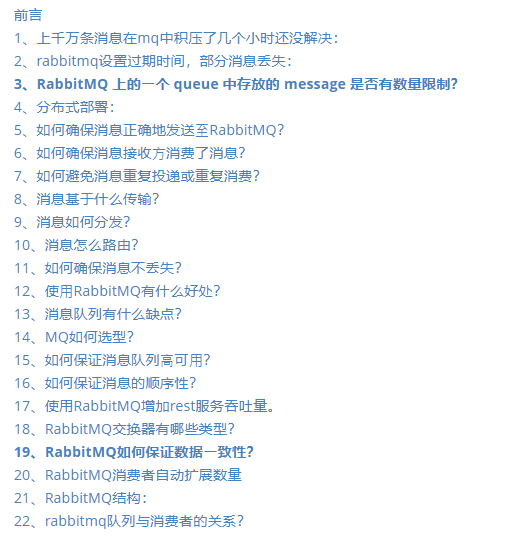 前言
1、上千万条消息在mq中积压了几个小时还没解决：
2、rabbitmq设置过期时间，部分消息丢失：
3、RabbitMQ 上的一个 queue 中存放的 message 是否有数量限制？
4、分布式部署：
5、如何确保消息正确地发送至RabbitMQ？
6、如何确保消息接收方消费了消息？
7、如何避免消息重复投递或重复消费？
8、消息基于什么传输？
9、消息如何分发？
10、消息怎么路由？
11、如何确保消息不丢失？
12、使用RabbitMQ有什么好处？
13、消息队列有什么缺点？
14、MQ如何选型？
15、如何保证消息队列高可用？
16、如何保证消息的顺序性？
17、使用RabbitMQ增加rest服务吞吐量。
18、RabbitMQ交换器有哪些类型？
19、RabbitMQ如何保证数据一致性？
20、RabbitMQ消费者自动扩展数量
21、RabbitMQ结构：
22、rabbitmq队列与消费者的关系？